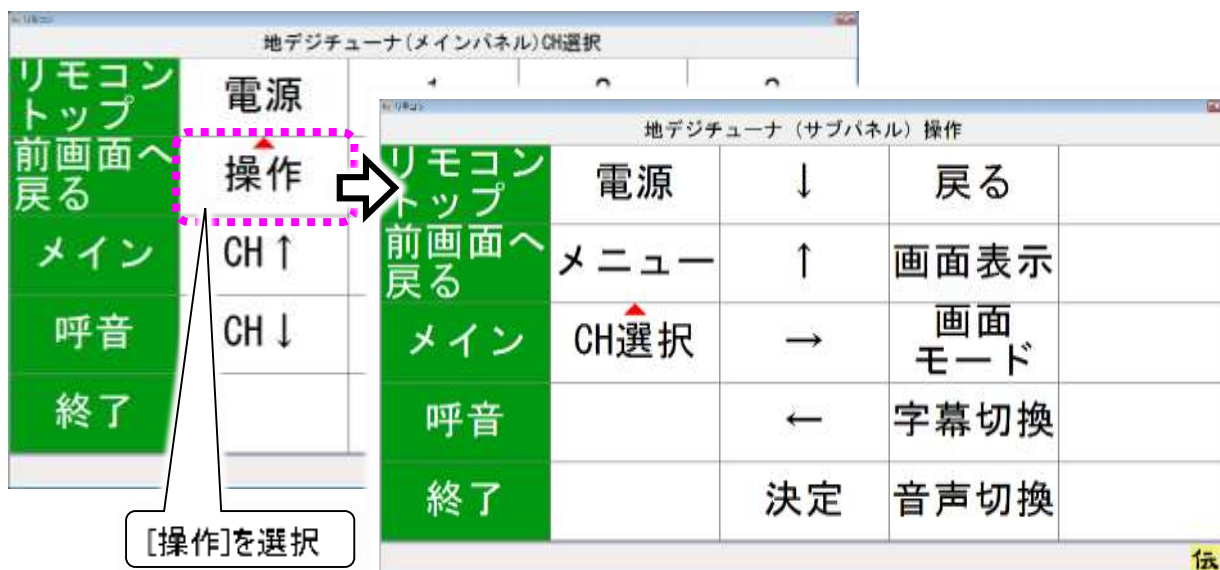 地デジチューナ(メインパネル)CH選択
リモコン
トップ
電源
前画面へ
戻る
操作
メイン
CH↑
呼音
CH↓
終了
[操作]を選択
リモコン
地デジチューナ (サブパネル) 操作
リモコン
トップ
電源
↓
戻る
前画面へ
戻る
メニュー
↑
画面表示
メイン
CH選択
→
画面
モード
呼音
←
字幕切換
終了
決定
音声切換
伝